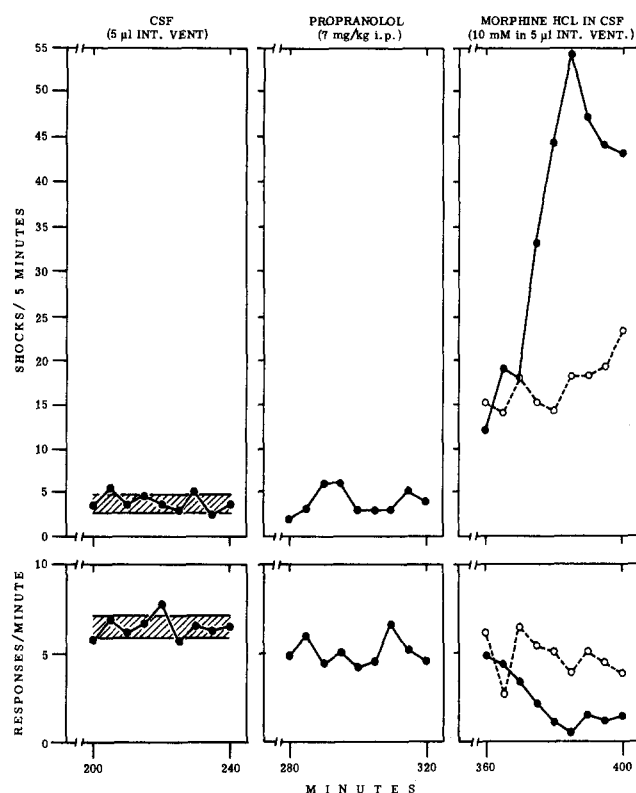 CSF
(5 µl INT. VENT)
PROPRANOLOL
(7 mg/kg i.p.)
MORPHINE HCL IN CSF
(10 mM in 5 µl INT. VENT.)
55
50
45
40
35
30
25
20
15
10
5
0
SHOCKS/ 5 MINUTES
10
5
0
RESPONSES/MINUTE
200
240
280
320
360
400
MINUTES